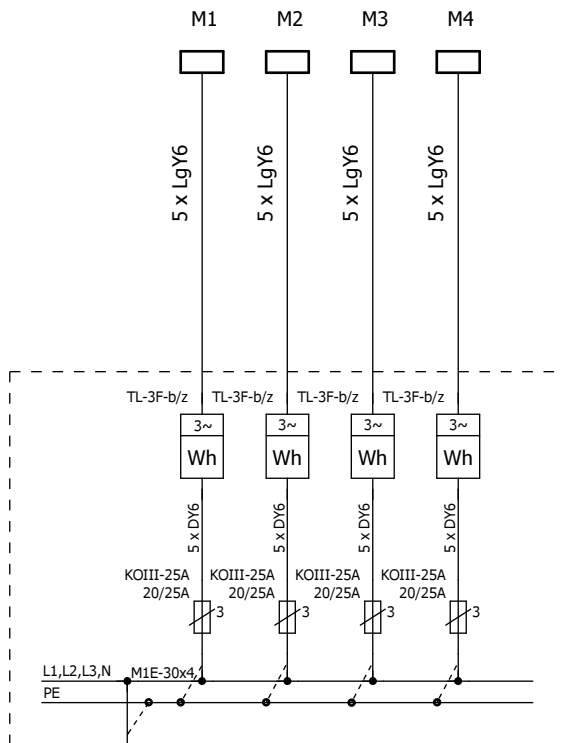 M1 M2 M3 M4
5 x LgY6 5 x LgY6 5 x LgY6 5 x LgY6
TL-3F-b/z TL-3F-b/z TL-3F-b/z TL-3F-b/z
3~ 3~ 3~ 3~
Wh Wh Wh Wh
5 x DY6 5 x DY6 5 x DY6 5 x DY6
KOIII-25A KOIII-25A KOIII-25A KOIII-25A
20/25A 20/25A 20/25A 20/25A
3 3 3 3
L1,L2,L3,N M1E-30x4
PE